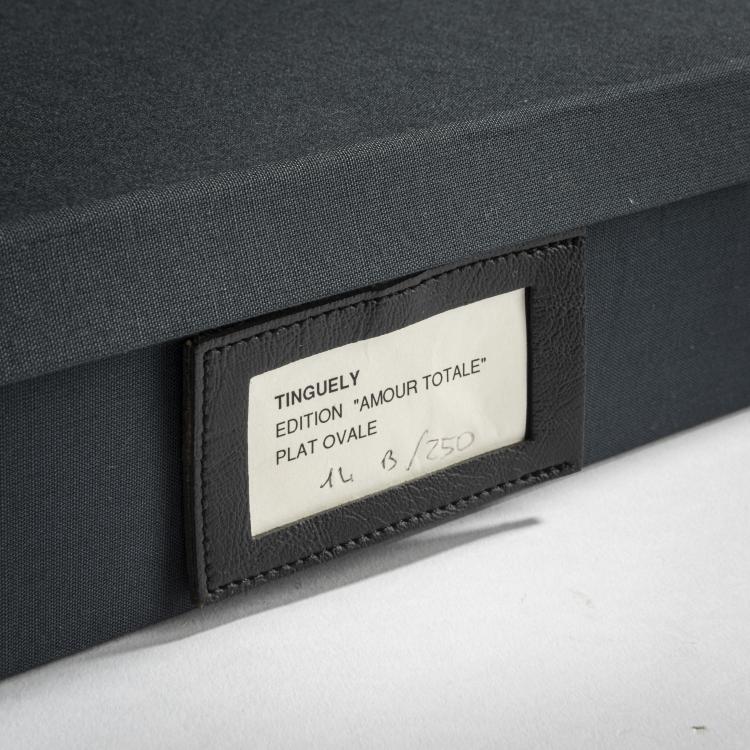 TINGUELY
EDITION "AMOUR TOTALE"
PLAT OVALE
14 B/250